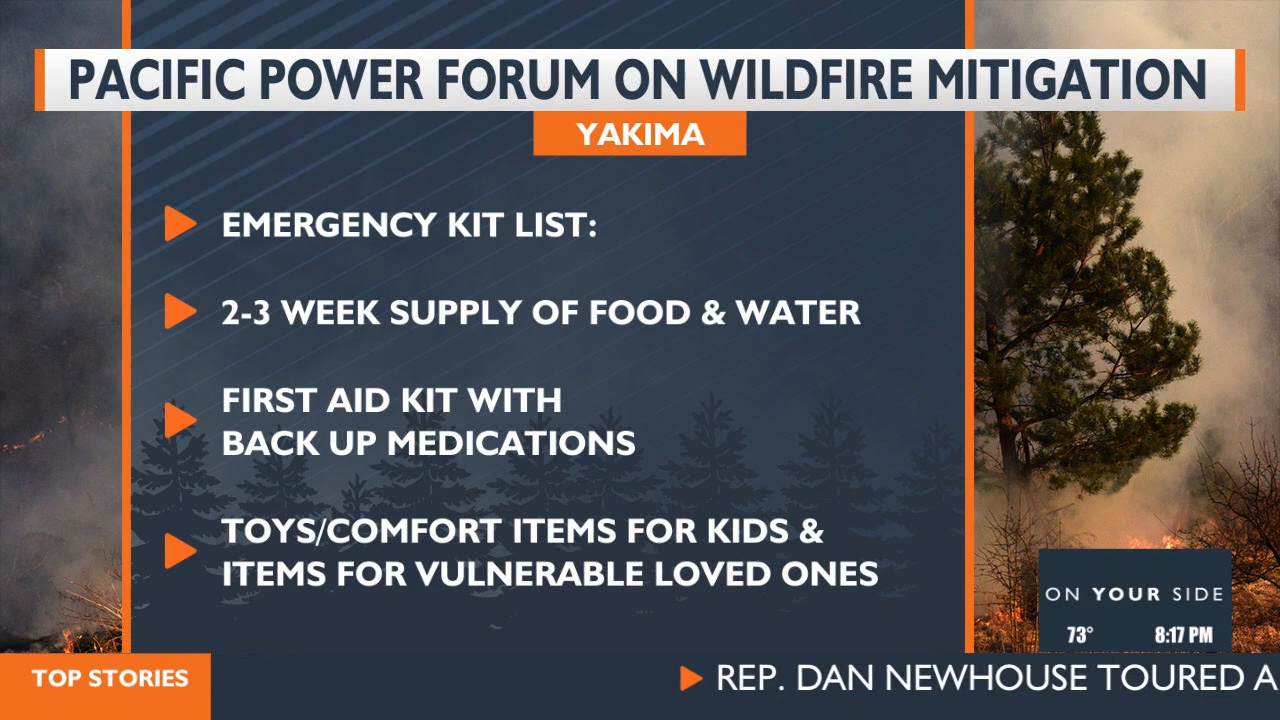 PACIFIC POWER FORUM ON WILDFIRE MITIGATION
YAKIMA
EMERGENCY KIT LIST:
2-3 WEEK SUPPLY OF FOOD & WATER
FIRST AID KIT WITH
BACK UP MEDICATIONS
TOYS/COMFORT ITEMS FOR KIDS &
ITEMS FOR VULNERABLE LOVED ONES
ON YOUR SIDE
73° 8:17 PM
TOP STORIES
REP. DAN NEWHOUSE TOURED A